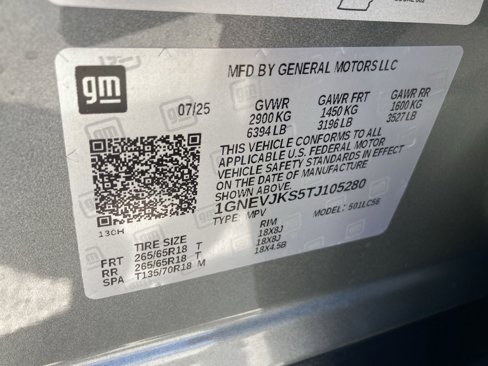 gm
MFD BY GENERAL MOTORS LLC
07/25 GVWR GAWR FRT GAWR RR
2900 KG 1450 KG 1600 KG
6394 LB 3196 LB 3527 LB
THIS VEHICLE CONFORMS TO ALL
APPLICABLE U.S. FEDERAL MOTOR
VEHICLE SAFETY STANDARDS IN EFFECT
ON THE DATE OF MANUFACTURE
SHOWN ABOVE.
1GNEVJKS5TJ105280
TYPE: MPV MODEL: 501LC56
130H
TIRE SIZE RIM
FRT 265/65R18 T 18X8J
RR 265/65R18 T 18X8J
SPA T135/70R18 M 18X4.5B